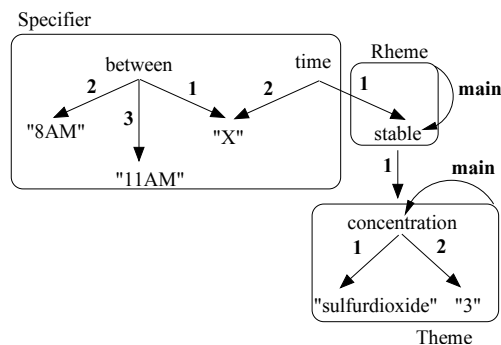 Specifier
between
time
Rheme
main
2
1
2
1
3
"8AM"
"X"
stable
"11AM"
1
main
concentration
1
2
"sulfurdioxide"
"3"
Theme